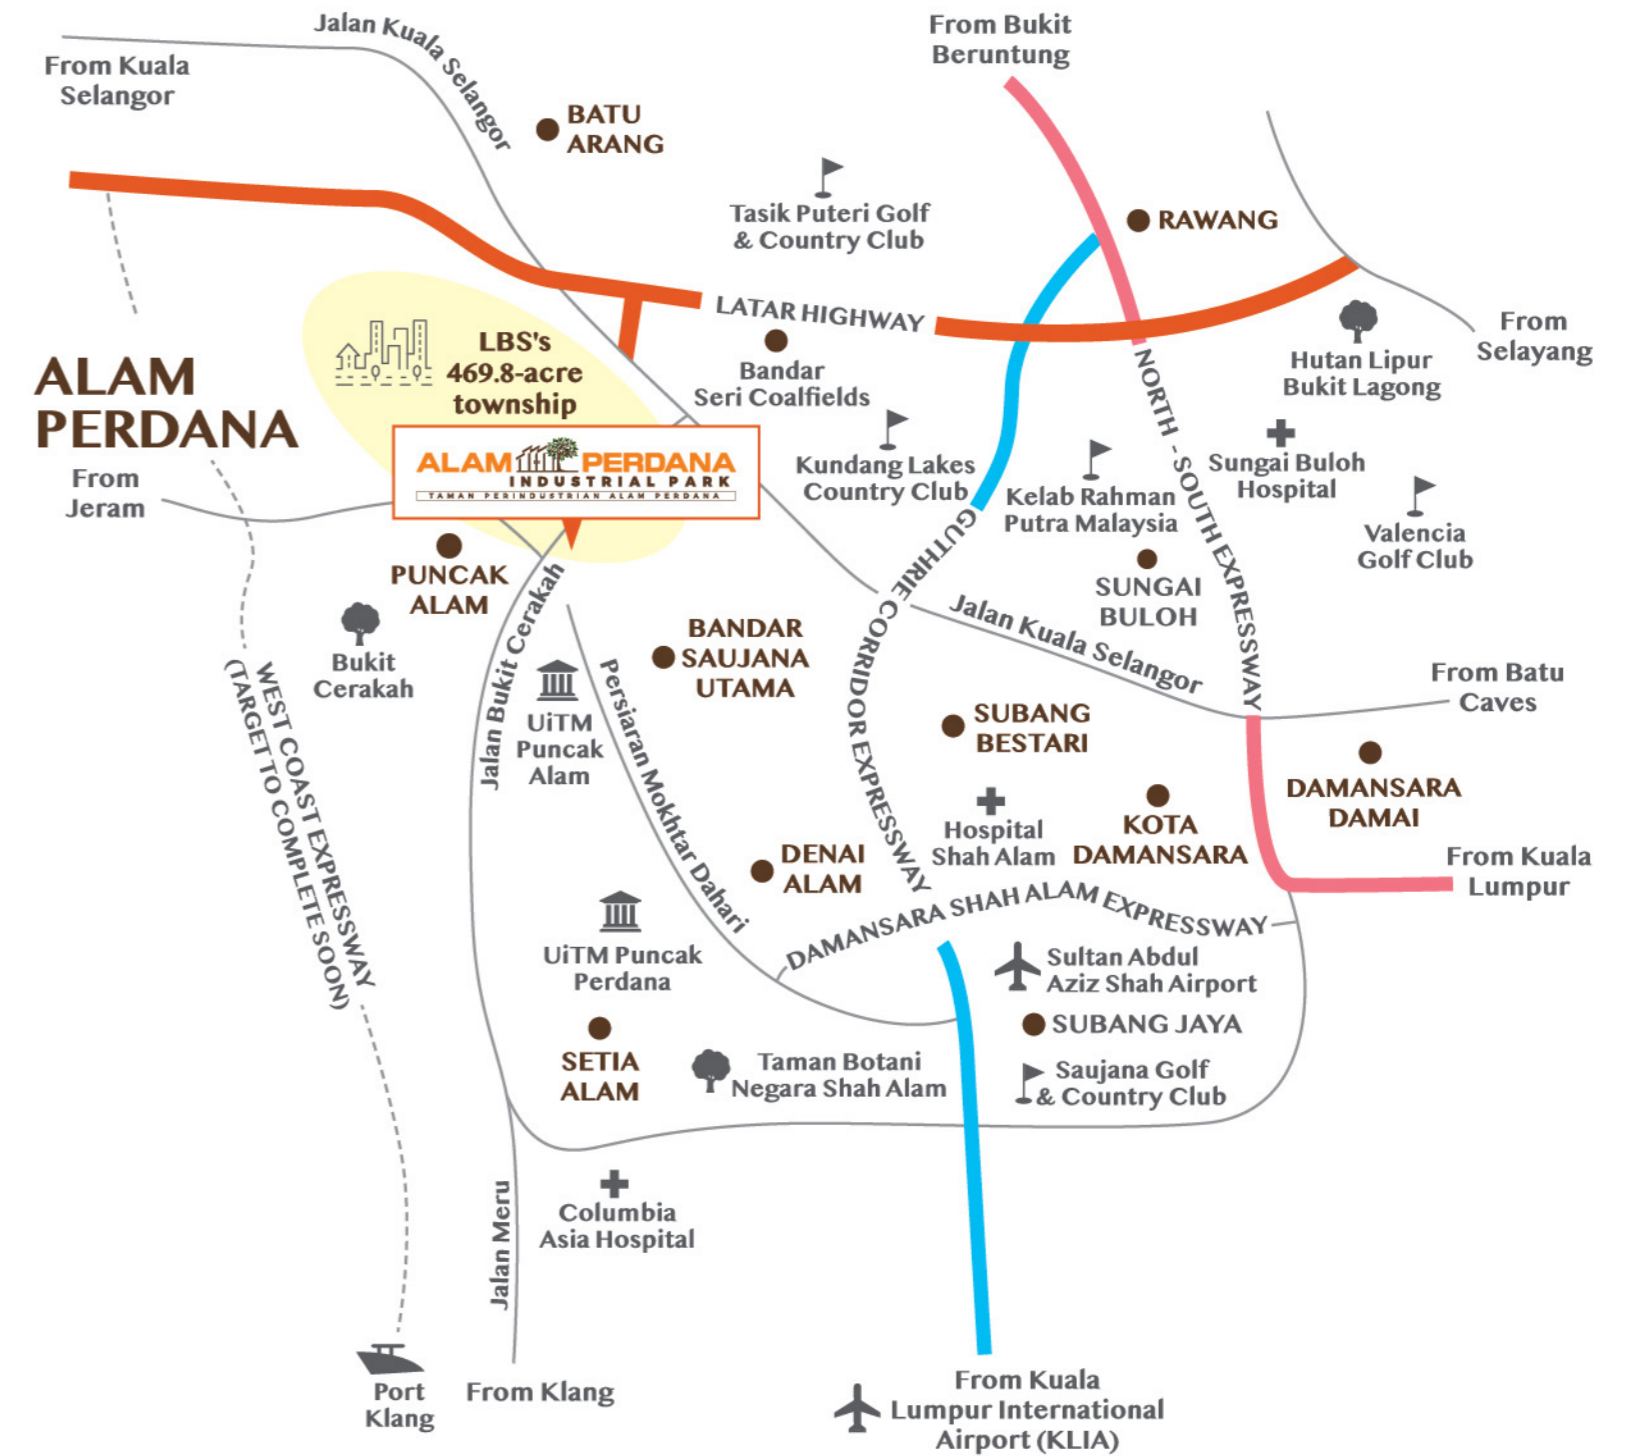 From Kuala
Selangor
Jalan Kuala Selangor
BATU
ARANG
From Bukit
Beruntung
Tasik Puteri Golf
& Country Club
RAWANG
LATAR HIGHWAY
From
Selayang
Hutan Lipur
Bukit Lagong
LBS's
469.8-acre
township
ALAM
PERDANA
Bandar
Seri Coalfields
NORTH - SOUTH EXPRESSWAY
ALAM PERDANA
INDUSTRIAL PARK
TAMAN PERINDUSTRIAN ALAM PERDANA
From
Jeram
Kundang Lakes
Country Club
Kelab Rahman
Putra Malaysia
Sungai Buloh
Hospital
Valencia
Golf Club
GUTHRIE CORRIDOR EXPRESSWAY
PUNCAK
ALAM
SUNGAI
BULOH
Jalan Kuala Selangor
Jalan Bukit Cerakah
Bukit
Cerakah
BANDAR
SAUJANA
UTAMA
Persiaran Mokhtar Dahari
UiTM
Puncak
Alam
WEST COAST EXPRESSWAY
(TARGET TO COMPLETE SOON)
From Batu
Caves
SUBANG
BESTARI
DAMANSARA
DAMAI
Hospital
Shah Alam
KOTA
DAMANSARA
DENAI
ALAM
From Kuala
Lumpur
DAMANSARA SHAH ALAM EXPRESSWAY
UiTM Puncak
Perdana
Sultan Abdul
Aziz Shah Airport
SUBANG JAYA
SETIA
ALAM
Taman Botani
Negara Shah Alam
Saujana Golf
& Country Club
Columbia
Asia Hospital
Jalan Meru
Port
Klang
From Klang
From Kuala
Lumpur International
Airport (KLIA)